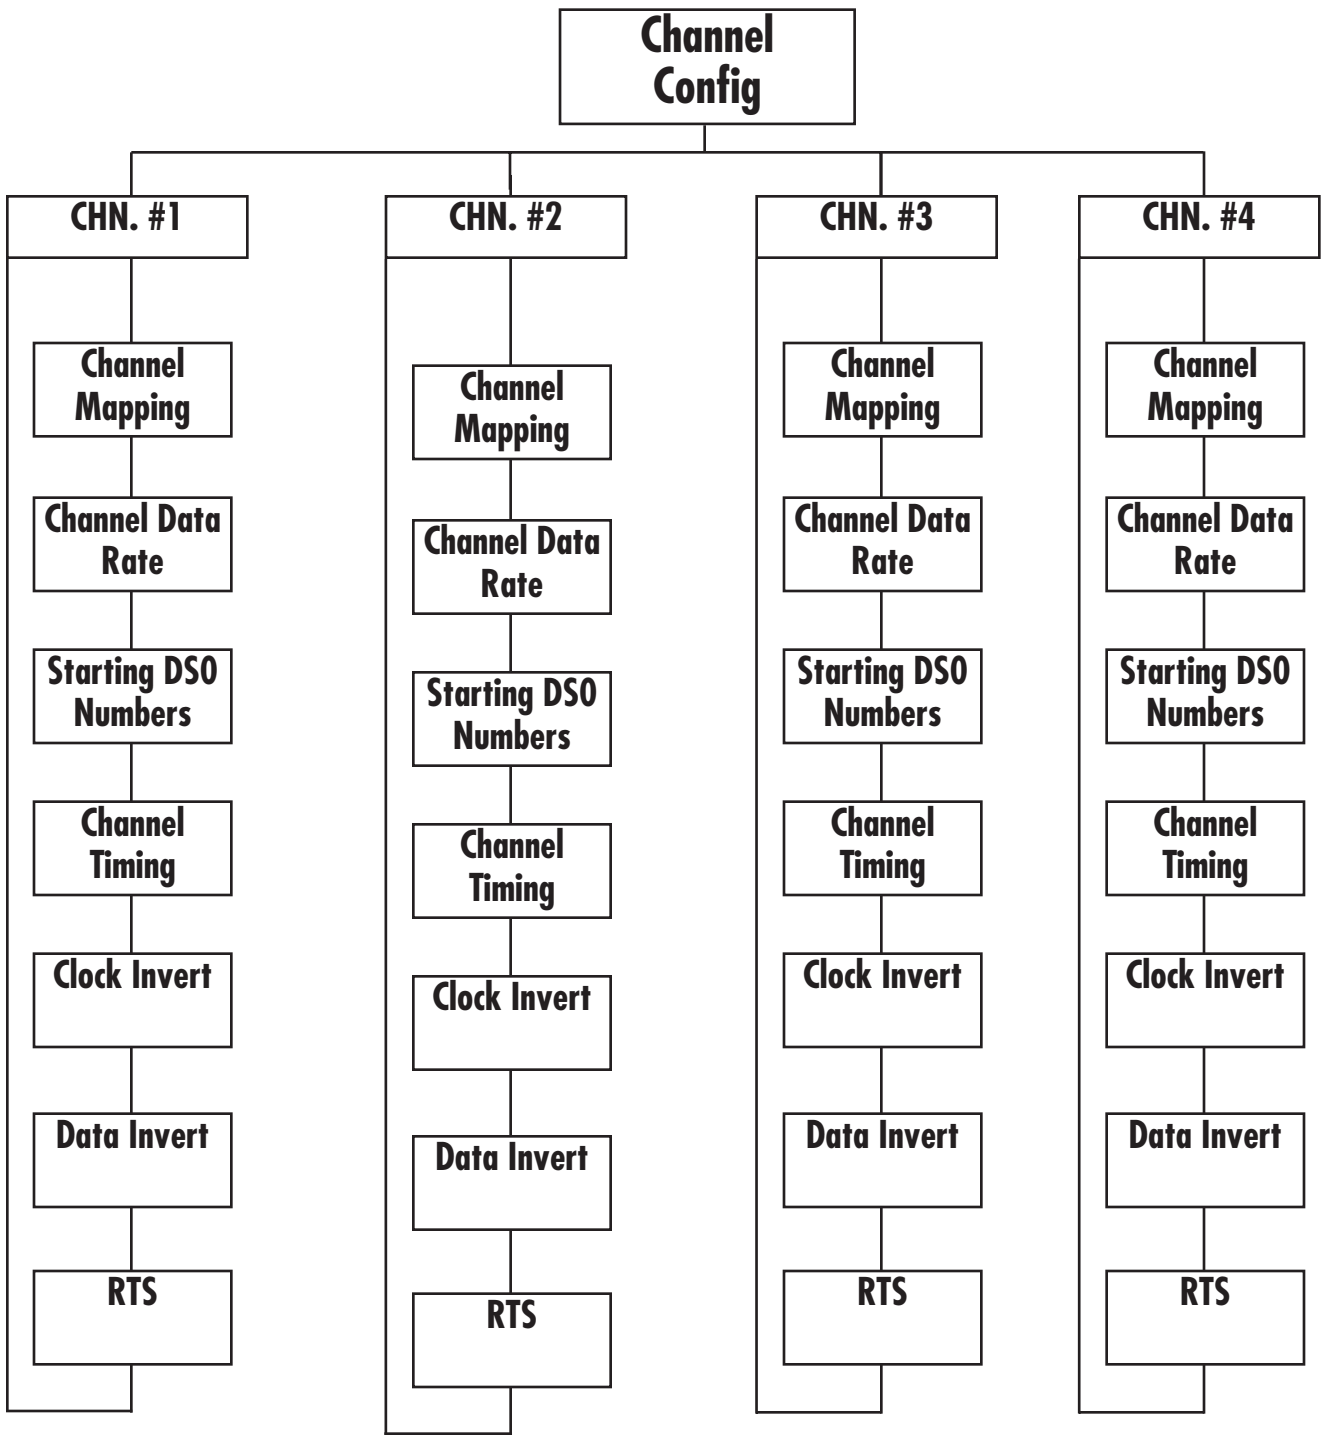 Channel
Config
CHN. #1
Channel
Mapping
Channel Data
Rate
Starting DS0
Numbers
Channel
Timing
Clock Invert
Data Invert
RTS
CHN. #2
Channel
Mapping
Channel Data
Rate
Starting DS0
Numbers
Channel
Timing
Clock Invert
Data Invert
RTS
CHN. #3
Channel
Mapping
Channel Data
Rate
Starting DS0
Numbers
Channel
Timing
Clock Invert
Data Invert
RTS
CHN. #4
Channel
Mapping
Channel Data
Rate
Starting DS0
Numbers
Channel
Timing
Clock Invert
Data Invert
RTS